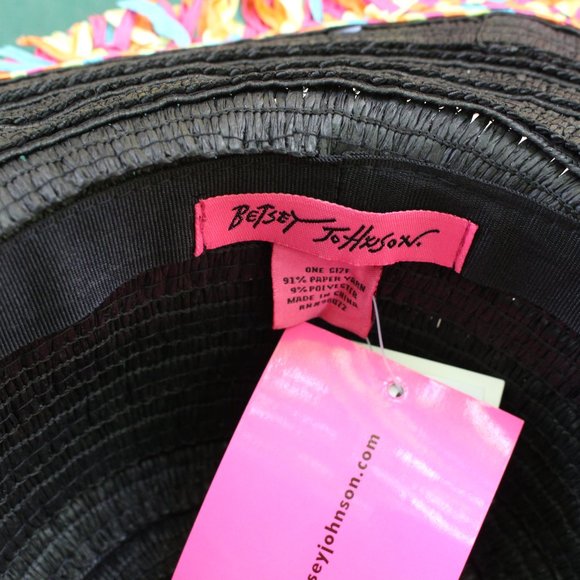 BETSEY JOHNSON.
ONE SIZE
91% PAPER YARN
9% POLYESTER
MADE IN CHINA
seyjohnson.com